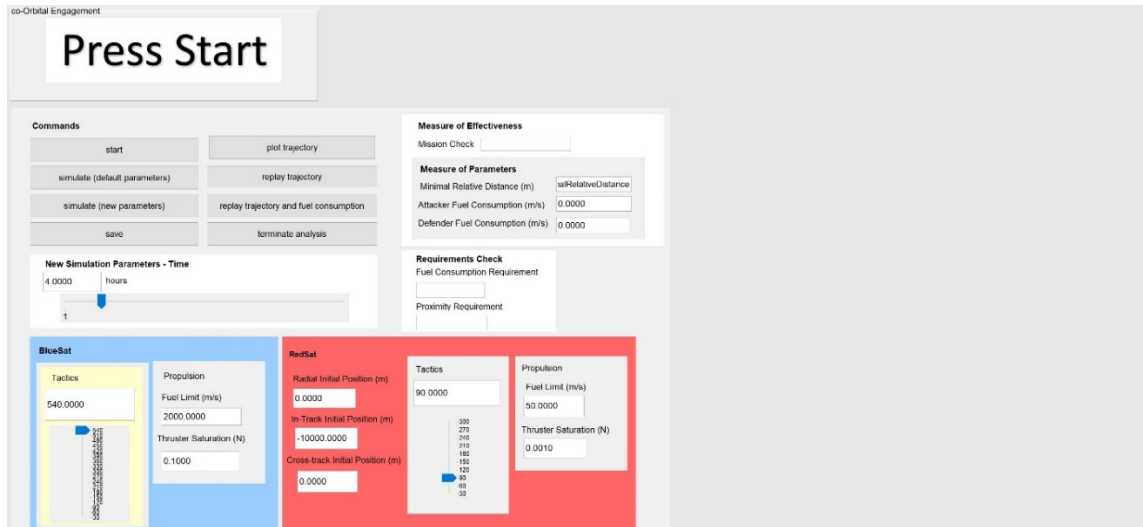 co-Orbital Engagement
Press Start
Commands
start
plot trajectory
simulate (default parameters)
replay trajectory
simulate (new parameters)
replay trajectory and fuel consumption
save
terminate analysis
Measure of Effectiveness
Mission Check
Measure of Parameters
Minimal Relative Distance (m)
alRelativeDistance
Attacker Fuel Consumption (m/s)
0.0000
Defender Fuel Consumption (m/s)
0.0000
New Simulation Parameters - Time
4.0000
hours
1
Requirements Check
Fuel Consumption Requirement
Proximity Requirement
BlueSat
Tactics
540.0000
Propulsion
Fuel Limit (m/s)
2000.0000
Thruster Saturation (N)
0.1000
RedSat
Radial Initial Position (m)
0.0000
In-Track Initial Position (m)
-10000.0000
Cross-track Initial Position (m)
0.0000
Tactics
90.0000
300
270
240
210
180
150
120
90
60
30
Propulsion
Fuel Limit (m/s)
50.0000
Thruster Saturation (N)
0.0010